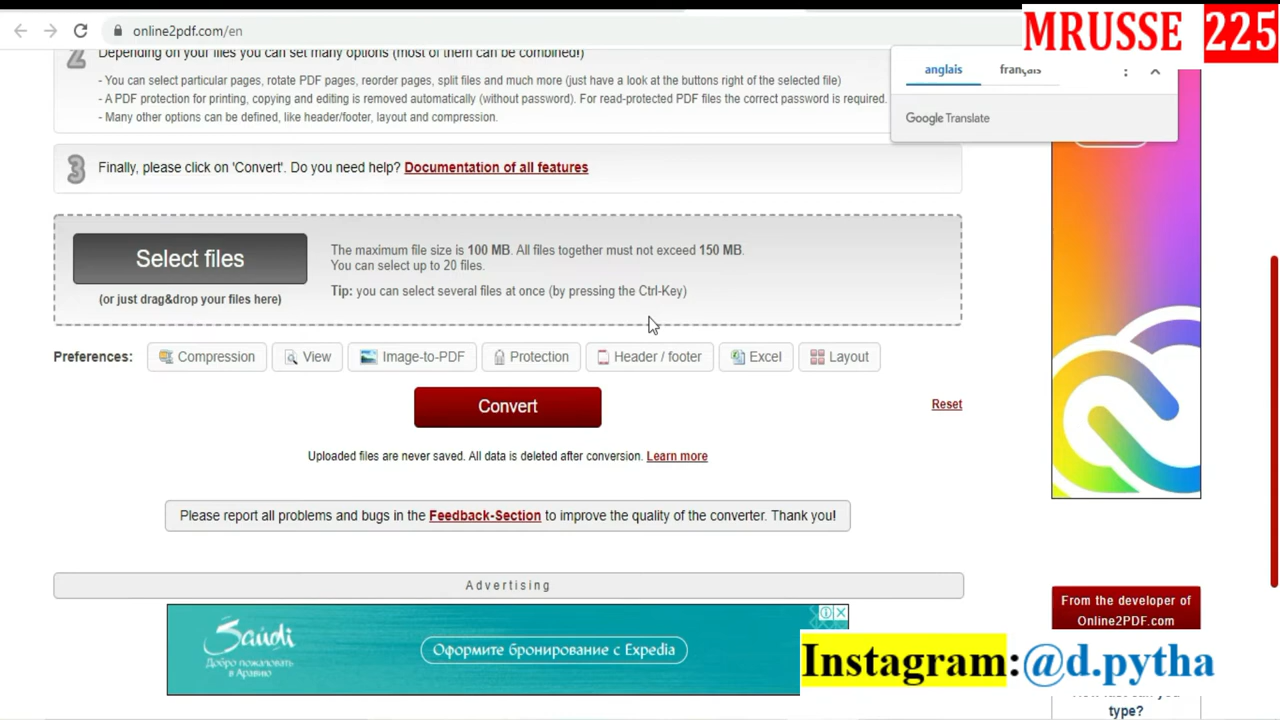 online2pdf.com/en
MRUSSE 225
2 Depending on your files you can set many options (most of them can be combined!)
- You can select particular pages, rotate PDF pages, reorder pages, split files and much more (just have a look at the buttons right of the selected file)
- A PDF protection for printing, copying and editing is removed automatically (without password). For read-protected PDF files the correct password is required.
- Many other options can be defined, like header/footer, layout and compression.
anglais français
Google Translate
3 Finally, please click on 'Convert'. Do you need help? Documentation of all features
Select files
(or just drag&drop your files here)
The maximum file size is 100 MB. All files together must not exceed 150 MB.
You can select up to 20 files.
Tip: you can select several files at once (by pressing the Ctrl-Key)
Preferences: Compression View Image-to-PDF Protection Header / footer Excel Layout
Convert
Reset
Uploaded files are never saved. All data is deleted after conversion. Learn more
Please report all problems and bugs in the Feedback-Section to improve the quality of the converter. Thank you!
Advertising
Saudi
Добро пожаловать
в Аравию
Оформите бронирование с Expedia
From the developer of
Online2PDF.com
Instagram:@d.pytha
type?